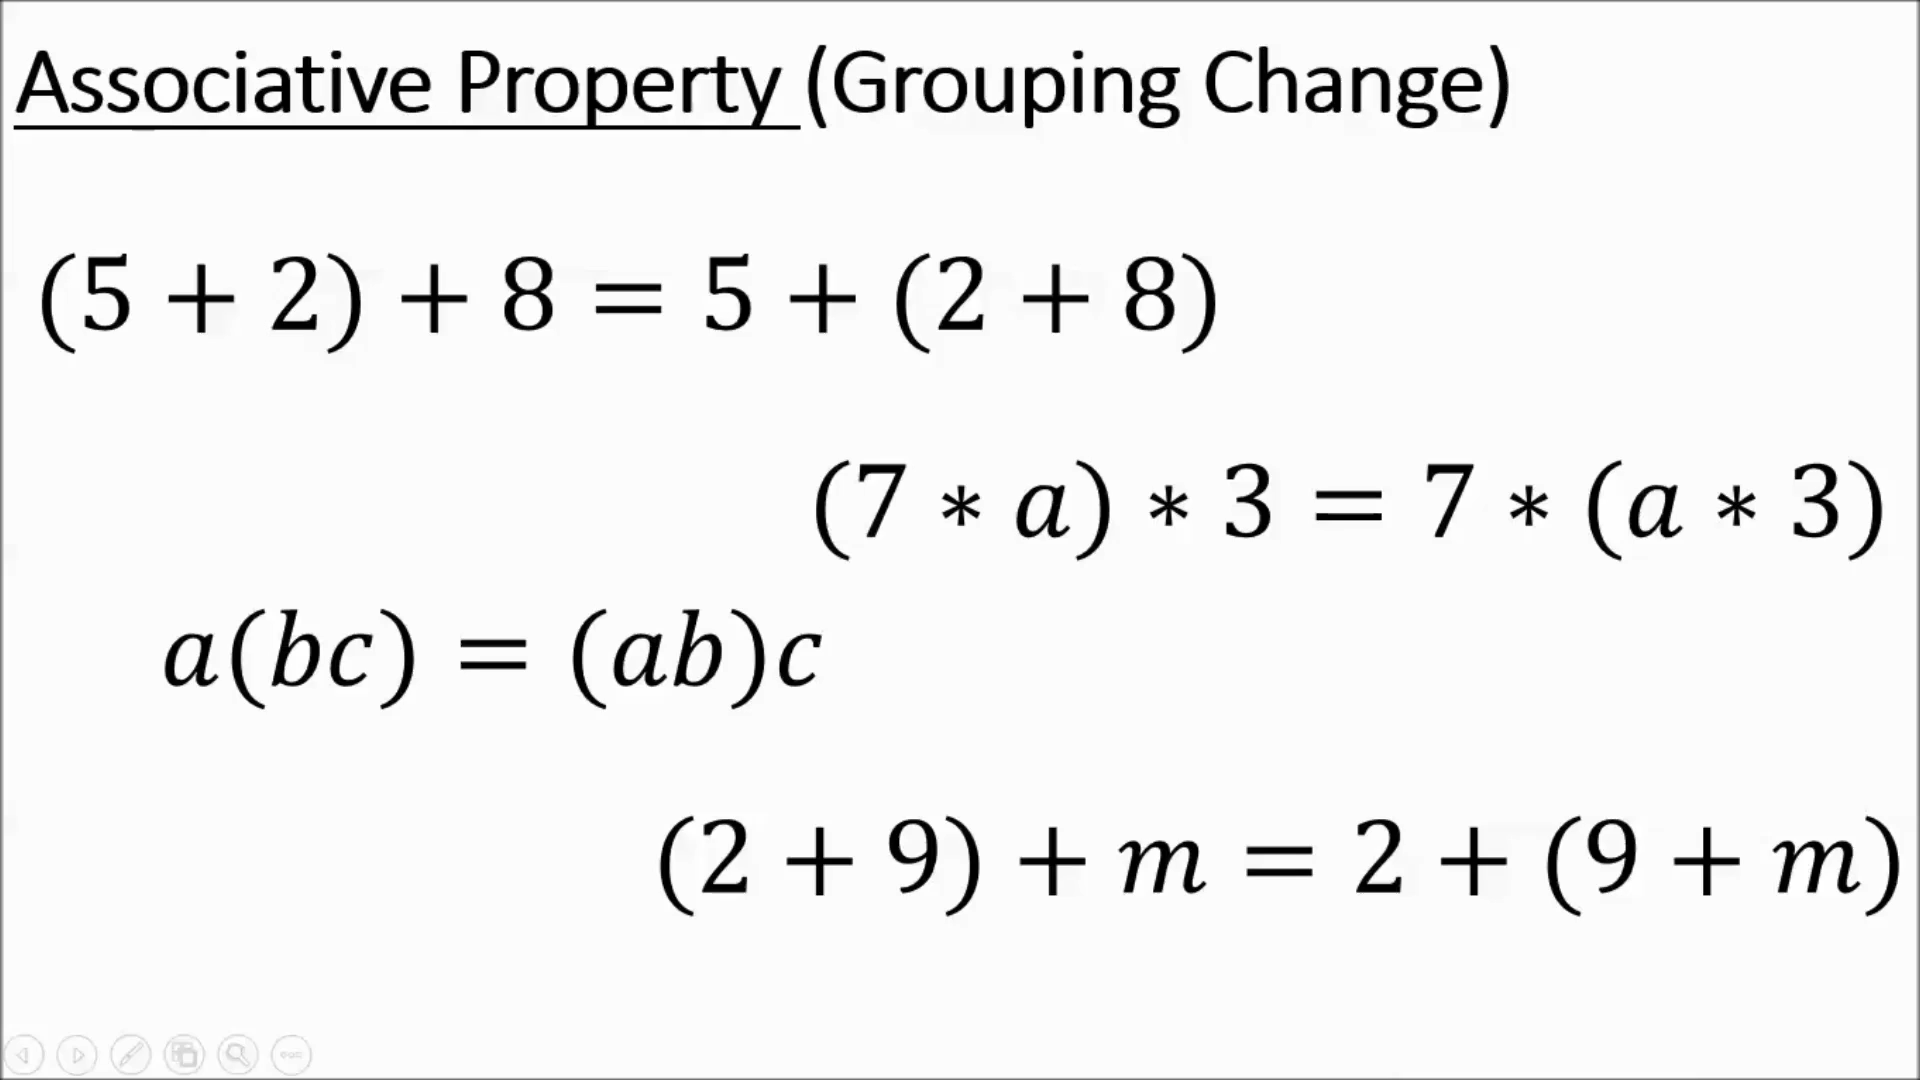 Associative Property (Grouping Change)
(5 + 2) + 8 = 5 + (2 + 8)
(7 * a) * 3 = 7 * (a * 3)
a(bc) = (ab)c
(2 + 9) + m = 2 + (9 + m)